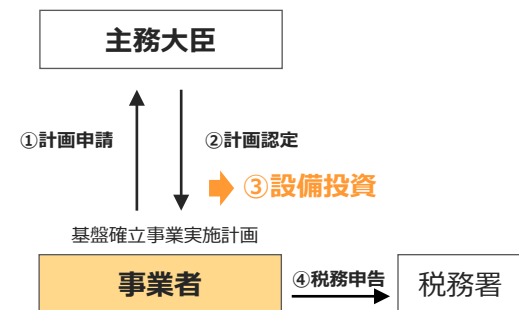 主務大臣
①計画申請
②計画認定
③設備投資
基盤確立事業実施計画
事業者
④税務申告
税務署